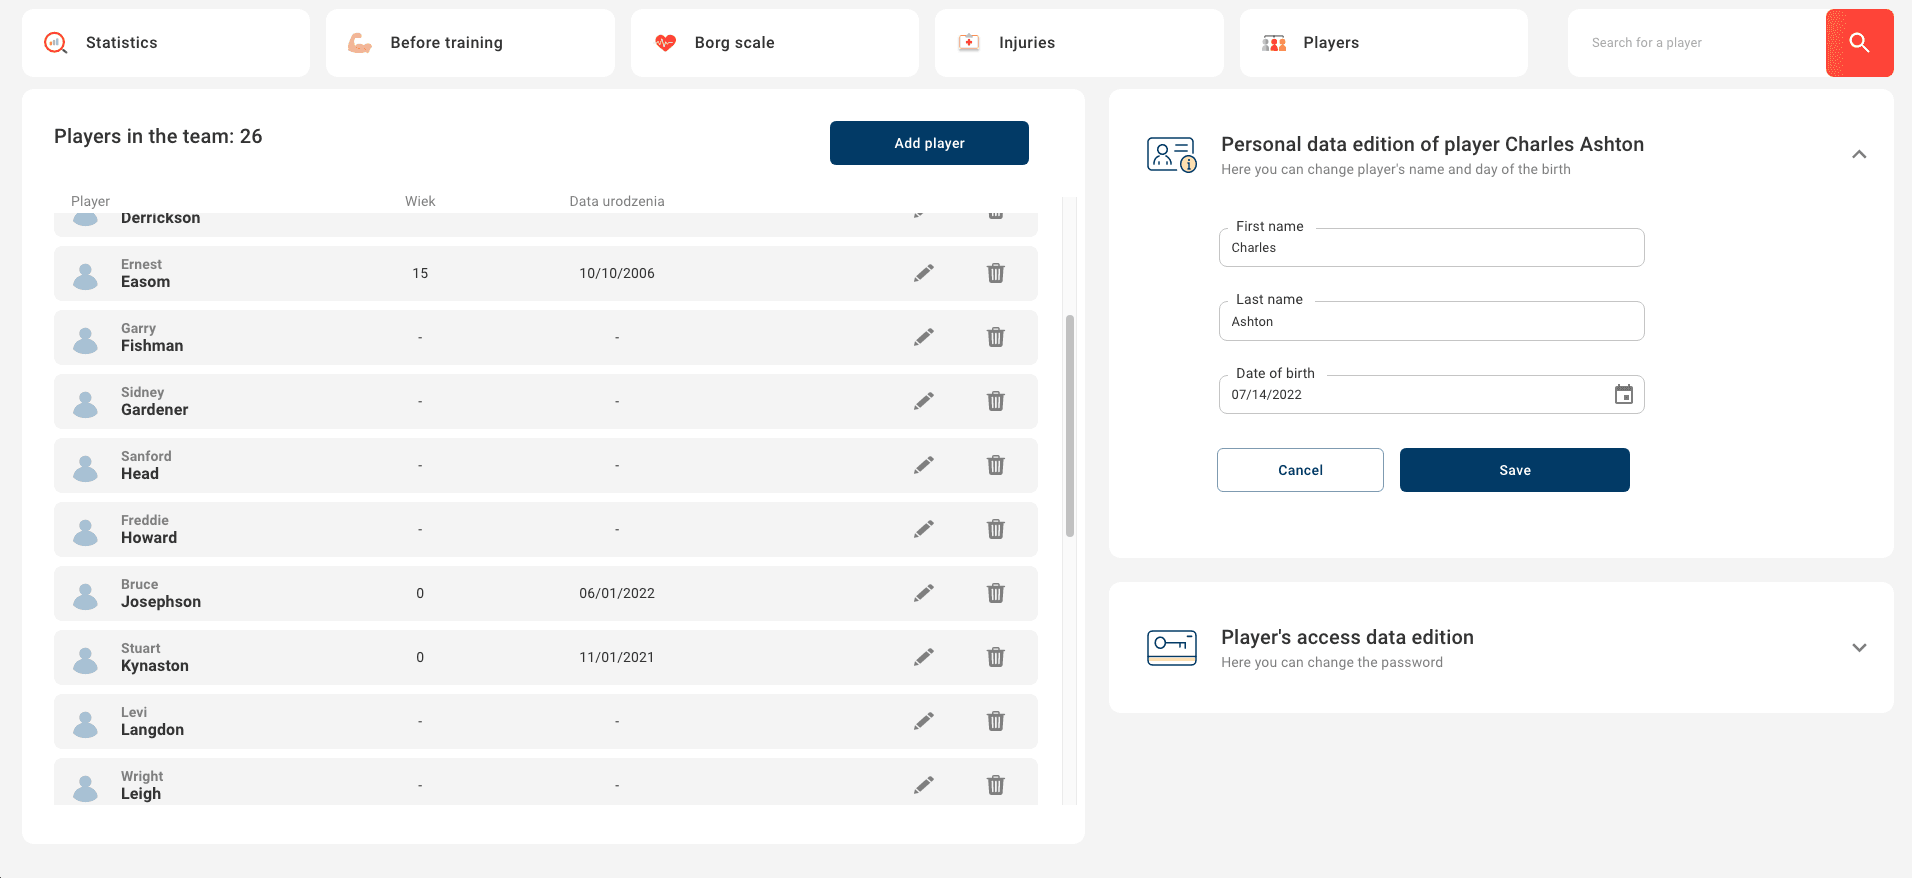 Statistics
Before training
Borg scale
Injuries
Players
Search for a player
Players in the team: 26
Add player
Player Wiek Data urodzenia
Derrickson
Ernest
Easom
15 10/10/2006
Garry
Fishman
- -
Sidney
Gardener
- -
Sanford
Head
- -
Freddie
Howard
- -
Bruce
Josephson
0 06/01/2022
Stuart
Kynaston
0 11/01/2021
Levi
Langdon
- -
Wright
Leigh
- -
Personal data edition of player Charles Ashton
Here you can change player's name and day of the birth
First name
Charles
Last name
Ashton
Date of birth
07/14/2022
Cancel
Save
Player's access data edition
Here you can change the password